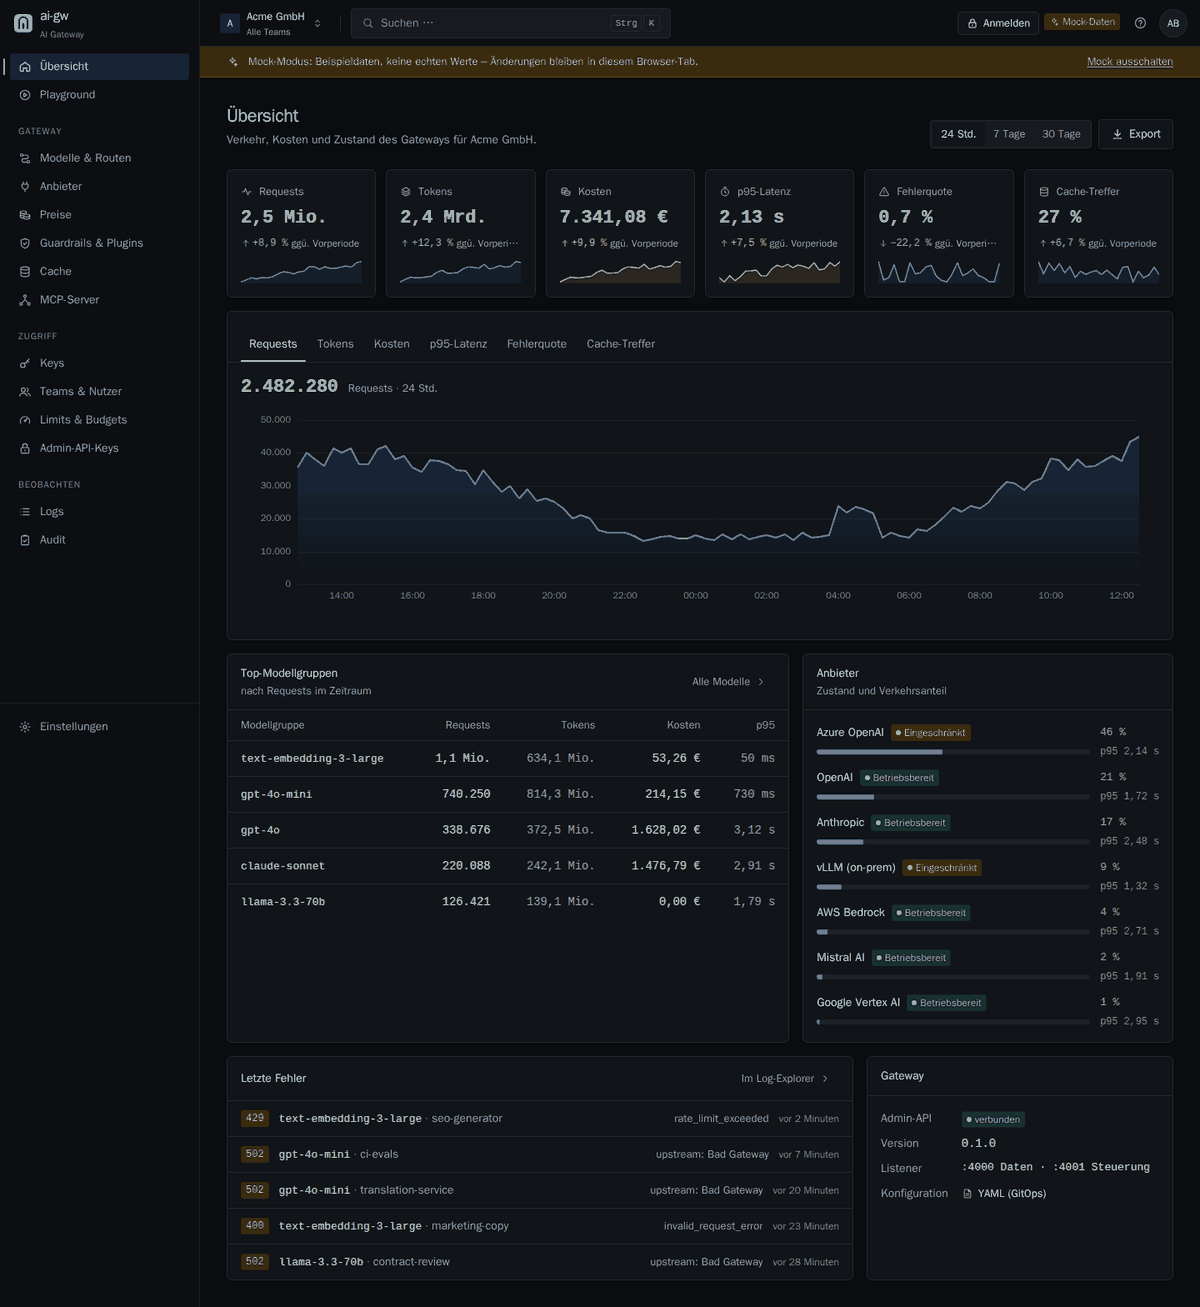 ai-gw
AI Gateway
Übersicht
Playground
GATEWAY
Modelle & Routen
Anbieter
Preise
Guardrails & Plugins
Cache
MCP-Server
ZUGRIFF
Keys
Teams & Nutzer
Limits & Budgets
Admin-API-Keys
BEOBACHTEN
Logs
Audit
Einstellungen
A
Acme GmbH
Alle Teams
Suchen ···
Strg K
Anmelden
Mock-Daten
AB
Mock-Modus: Beispieldaten, keine echten Werte – Änderungen bleiben in diesem Browser-Tab.
Mock ausschalten
Übersicht
Verkehr, Kosten und Zustand des Gateways für Acme GmbH.
24 Std. 7 Tage 30 Tage
Export
Requests
2,5 Mio.
↑ +8,9 % ggü. Vorperiode
Tokens
2,4 Mrd.
↑ +12,3 % ggü. Vorperi···
Kosten
7.341,08 €
↑ +9,9 % ggü. Vorperiode
p95-Latenz
2,13 s
↑ +7,5 % ggü. Vorperiode
Fehlerquote
0,7 %
↓ −22,2 % ggü. Vorperi···
Cache-Treffer
27 %
↑ +6,7 % ggü. Vorperiode
Requests Tokens Kosten p95-Latenz Fehlerquote Cache-Treffer
2.482.280 Requests · 24 Std.
50.000
40.000
30.000
20.000
10.000
0
14:00 16:00 18:00 20:00 22:00 00:00 02:00 04:00 06:00 08:00 10:00 12:00
Top-Modellgruppen
nach Requests im Zeitraum
Alle Modelle
Modellgruppe Requests Tokens Kosten p95
text-embedding-3-large 1,1 Mio. 634,1 Mio. 53,26 € 50 ms
gpt-4o-mini 740.250 814,3 Mio. 214,15 € 730 ms
gpt-4o 338.676 372,5 Mio. 1.628,02 € 3,12 s
claude-sonnet 220.088 242,1 Mio. 1.476,79 € 2,91 s
llama-3.3-70b 126.421 139,1 Mio. 0,00 € 1,79 s
Anbieter
Zustand und Verkehrsanteil
Azure OpenAI Eingeschränkt 46 %
p95 2,14 s
OpenAI Betriebsbereit 21 %
p95 1,72 s
Anthropic Betriebsbereit 17 %
p95 2,48 s
vLLM (on-prem) Eingeschränkt 9 %
p95 1,32 s
AWS Bedrock Betriebsbereit 4 %
p95 2,71 s
Mistral AI Betriebsbereit 2 %
p95 1,91 s
Google Vertex AI Betriebsbereit 1 %
p95 2,95 s
Letzte Fehler
Im Log-Explorer
429 text-embedding-3-large · seo-generator rate_limit_exceeded vor 2 Minuten
502 gpt-4o-mini · ci-evals upstream: Bad Gateway vor 7 Minuten
502 gpt-4o-mini · translation-service upstream: Bad Gateway vor 20 Minuten
400 text-embedding-3-large · marketing-copy invalid_request_error vor 23 Minuten
502 llama-3.3-70b · contract-review upstream: Bad Gateway vor 28 Minuten
Gateway
Admin-API verbunden
Version 0.1.0
Listener :4000 Daten · :4001 Steuerung
Konfiguration YAML (GitOps)